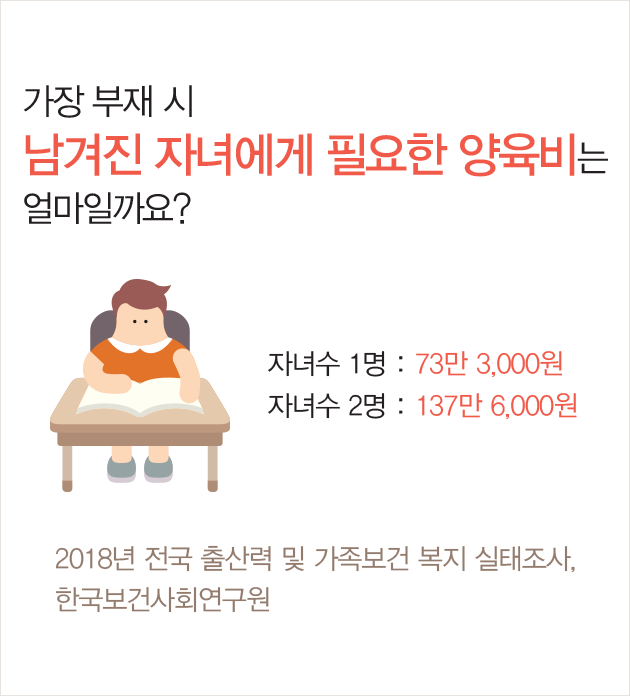 가장 부재 시
남겨진 자녀에게 필요한 양육비는
얼마일까요?
자녀수 1명 : 73만 3,000원
자녀수 2명 : 137만 6,000원
2018년 전국 출산력 및 가족보건 복지 실태조사,
한국보건사회연구원